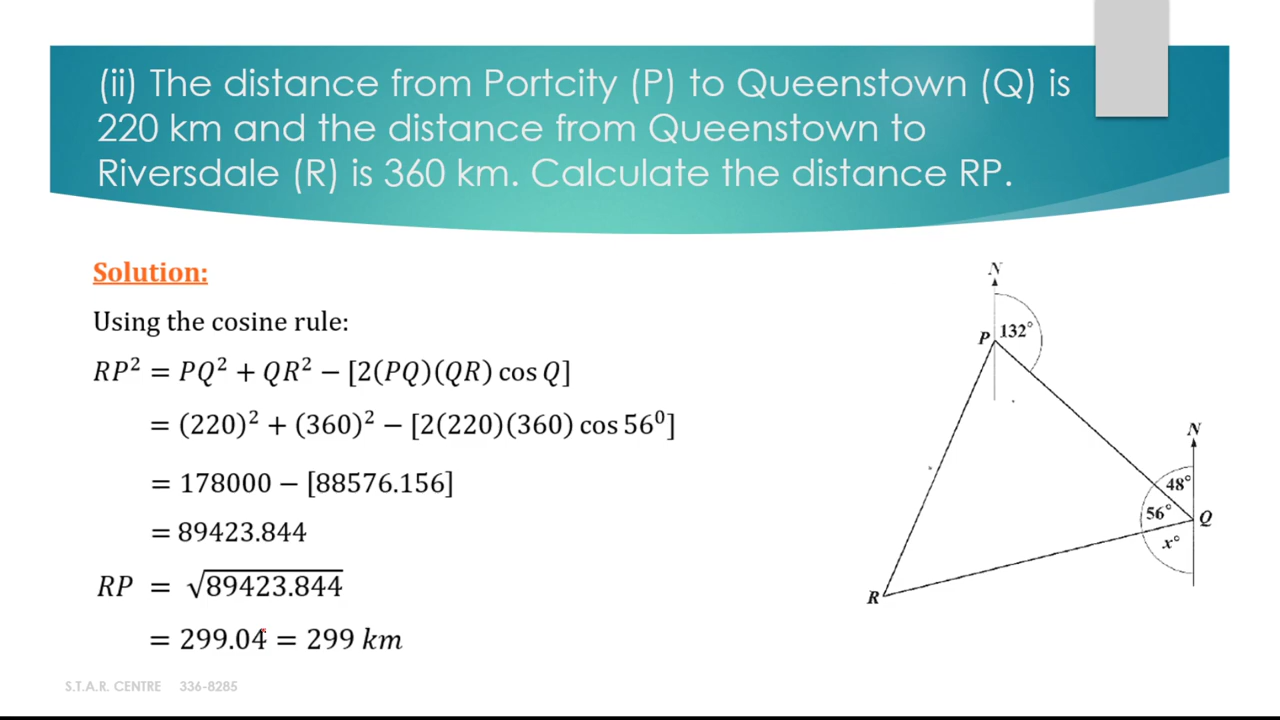 (ii) The distance from Portcity (P) to Queenstown (Q) is
220 km and the distance from Queenstown to
Riversdale (R) is 360 km. Calculate the distance RP.
Solution:
Using the cosine rule:
RP² = PQ² + QR² − [2(PQ)(QR) cos Q]
= (220)² + (360)² − [2(220)(360) cos 56⁰]
= 178000 − [88576.156]
= 89423.844
RP = √89423.844
= 299.04 = 299 km
N
P 132°
N
48°
56° Q
x°
R
S.T.A.R. CENTRE 336-8285